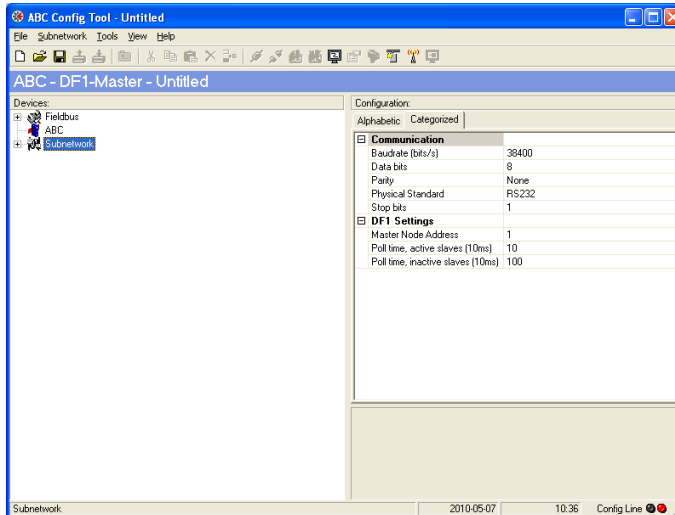 ABC Config Tool - Untitled
File Subnetwork Tools View Help
ABC - DF1-Master - Untitled
Devices:
Fieldbus
ABC
Subnetwork
Configuration:
Alphabetic Categorized
Communication
Baudrate (bits/s) 38400
Data bits 8
Parity None
Physical Standard RS232
Stop bits 1
DF1 Settings
Master Node Address 1
Poll time, active slaves (10ms) 10
Poll time, inactive slaves (10ms) 100
Subnetwork 2010-05-07 10:36 Config Line